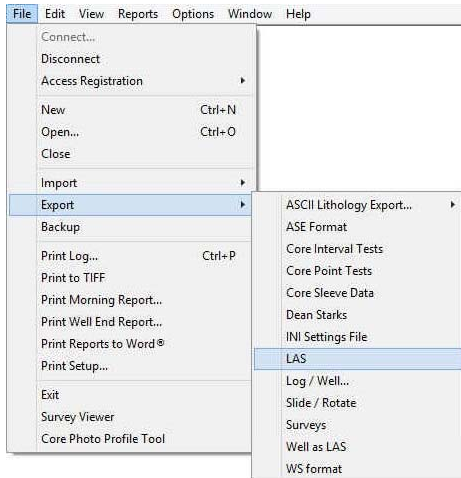 File Edit View Reports Options Window Help
Connect...
Disconnect
Access Registration
New Ctrl+N
Open... Ctrl+O
Close
Import
Export
Backup
Print Log... Ctrl+P
Print to TIFF
Print Morning Report...
Print Well End Report...
Print Reports to Word®
Print Setup...
Exit
Survey Viewer
Core Photo Profile Tool
ASCII Lithology Export...
ASE Format
Core Interval Tests
Core Point Tests
Core Sleeve Data
Dean Starks
INI Settings File
LAS
Log / Well...
Slide / Rotate
Surveys
Well as LAS
WS format